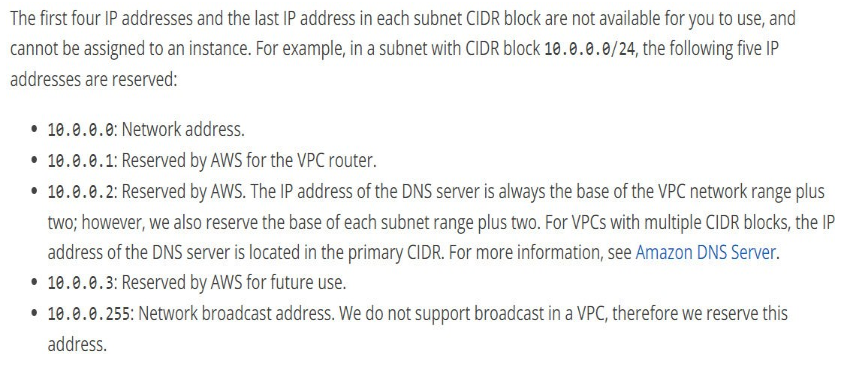 The first four IP addresses and the last IP address in each subnet CIDR block are not available for you to use, and
cannot be assigned to an instance. For example, in a subnet with CIDR block 10.0.0.0/24, the following five IP
addresses are reserved:
• 10.0.0.0: Network address.
• 10.0.0.1: Reserved by AWS for the VPC router.
• 10.0.0.2: Reserved by AWS. The IP address of the DNS server is always the base of the VPC network range plus
two; however, we also reserve the base of each subnet range plus two. For VPCs with multiple CIDR blocks, the IP
address of the DNS server is located in the primary CIDR. For more information, see Amazon DNS Server.
• 10.0.0.3: Reserved by AWS for future use.
• 10.0.0.255: Network broadcast address. We do not support broadcast in a VPC, therefore we reserve this
address.